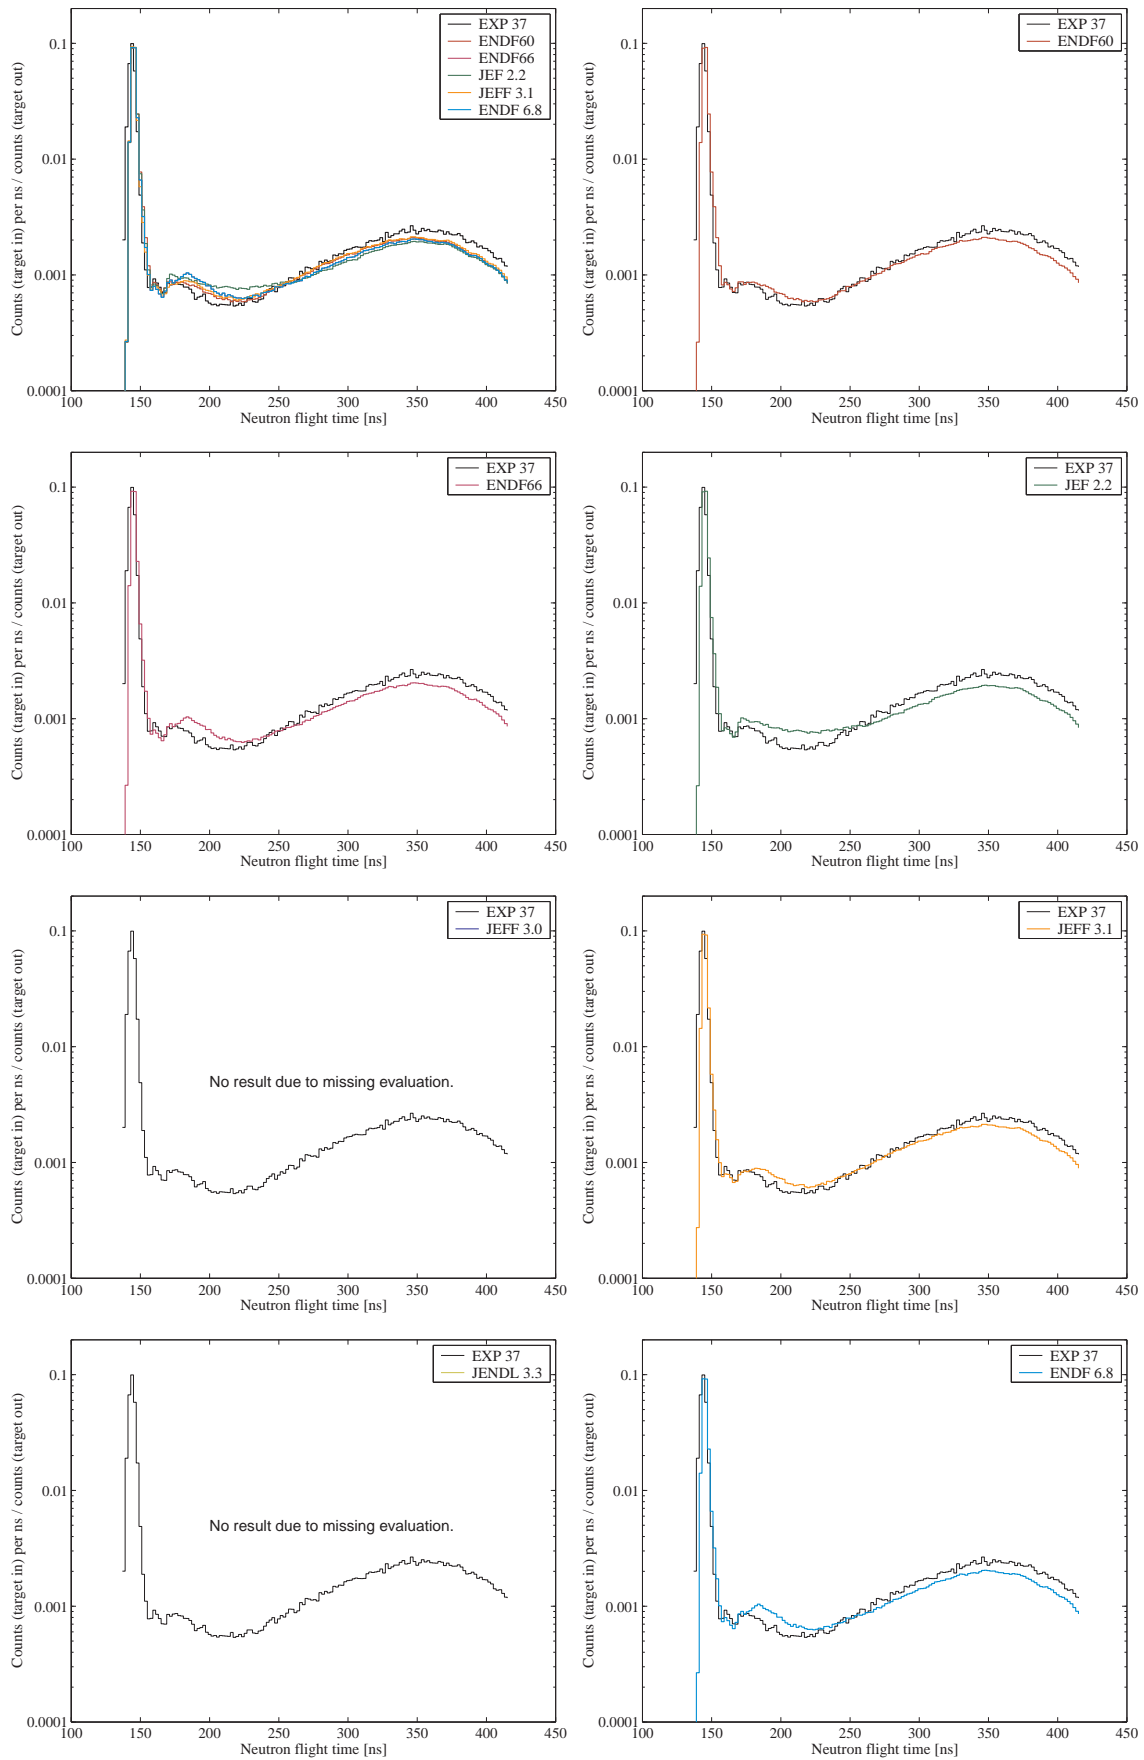 EXP 37
ENDF60
ENDF66
JEF 2.2
JEFF 3.1
ENDF 6.8
0.1
0.01
0.001
0.0001
100 150 200 250 300 350 400 450
Neutron flight time [ns]
Counts (target in) per ns / counts (target out)
EXP 37
ENDF60
0.1
0.01
0.001
0.0001
100 150 200 250 300 350 400 450
Neutron flight time [ns]
Counts (target in) per ns / counts (target out)
EXP 37
ENDF66
0.1
0.01
0.001
0.0001
100 150 200 250 300 350 400 450
Neutron flight time [ns]
Counts (target in) per ns / counts (target out)
EXP 37
JEF 2.2
0.1
0.01
0.001
0.0001
100 150 200 250 300 350 400 450
Neutron flight time [ns]
Counts (target in) per ns / counts (target out)
EXP 37
JEFF 3.0
No result due to missing evaluation.
0.1
0.01
0.001
0.0001
100 150 200 250 300 350 400 450
Neutron flight time [ns]
Counts (target in) per ns / counts (target out)
EXP 37
JEFF 3.1
0.1
0.01
0.001
0.0001
100 150 200 250 300 350 400 450
Neutron flight time [ns]
Counts (target in) per ns / counts (target out)
EXP 37
JENDL 3.3
No result due to missing evaluation.
0.1
0.01
0.001
0.0001
100 150 200 250 300 350 400 450
Neutron flight time [ns]
Counts (target in) per ns / counts (target out)
EXP 37
ENDF 6.8
0.1
0.01
0.001
0.0001
100 150 200 250 300 350 400 450
Neutron flight time [ns]
Counts (target in) per ns / counts (target out)